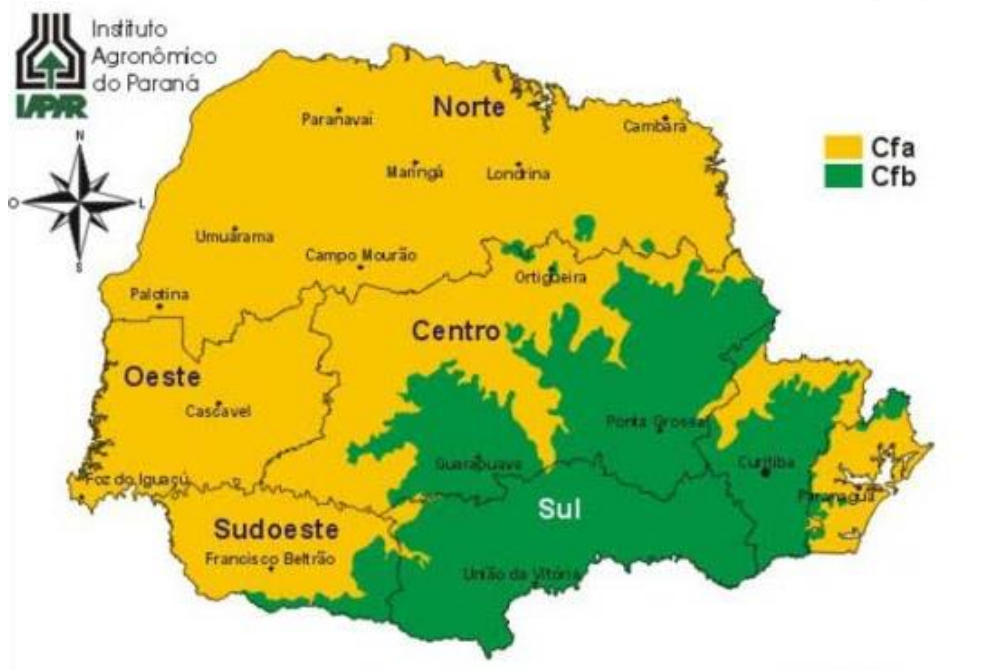 Instituto
Agronômico
do Paraná
IAPAR
N
O
L
S
Cfa
Cfb
Norte
Paranavaí
Cambará
Maringá
Londrina
Umuarama
Campo Mourão
Ortigueira
Palotina
Centro
Oeste
Cascavel
Ponta Grossa
Guarapuava
Curitiba
Foz do Iguaçú
Paranaguá
Sul
Sudoeste
Francisco Beltrão
União da Vitória